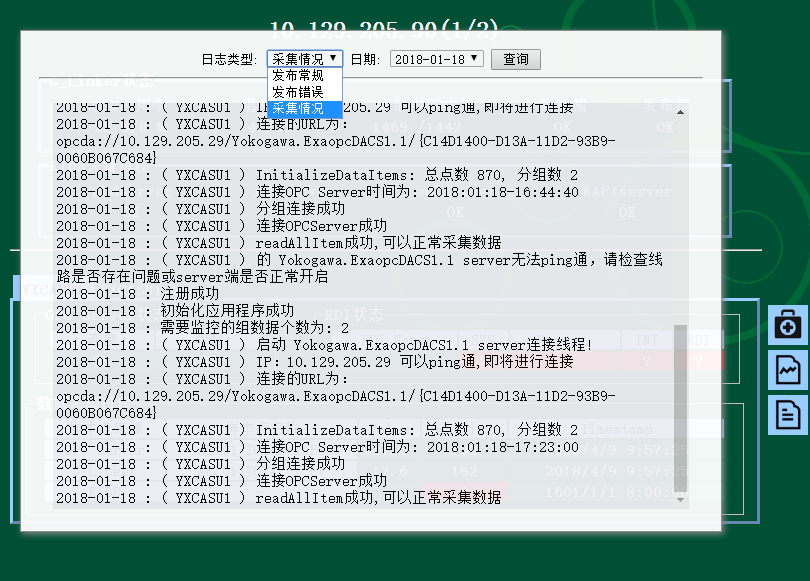 10.129.205.90(1/2)
日志类型: 采集情况 日期: 2018-01-18 查询
发布常规
发布错误
采集情况
2018-01-18 : ( YXCASU1 ) 205.29 可以ping通,即将进行连接
2018-01-18 : ( YXCASU1 ) 连接的URL为:
opcda://10.129.205.29/Yokogawa.ExaopcDACS1.1/{C14D1400-D13A-11D2-93B9-
0060B067C684}
2018-01-18 : ( YXCASU1 ) InitializeDataItems: 总点数 870, 分组数 2
2018-01-18 : ( YXCASU1 ) 连接OPC Server时间为: 2018:01:18-16:44:40
2018-01-18 : ( YXCASU1 ) 分组连接成功
2018-01-18 : ( YXCASU1 ) 连接OPCServer成功
2018-01-18 : ( YXCASU1 ) readAllItem成功,可以正常采集数据
2018-01-18 : ( YXCASU1 ) 的 Yokogawa.ExaopcDACS1.1 server无法ping通，请检查线
路是否存在问题或server端是否正常开启
2018-01-18 : 注册成功
2018-01-18 : 初始化应用程序成功
2018-01-18 : 需要监控的组数据个数为: 2
2018-01-18 : ( YXCASU1 ) 启动 Yokogawa.ExaopcDACS1.1 server连接线程!
2018-01-18 : ( YXCASU1 ) IP：10.129.205.29 可以ping通,即将进行连接
2018-01-18 : ( YXCASU1 ) 连接的URL为:
opcda://10.129.205.29/Yokogawa.ExaopcDACS1.1/{C14D1400-D13A-11D2-93B9-
0060B067C684}
2018-01-18 : ( YXCASU1 ) InitializeDataItems: 总点数 870, 分组数 2
2018-01-18 : ( YXCASU1 ) 连接OPC Server时间为: 2018:01:18-17:23:00
2018-01-18 : ( YXCASU1 ) 分组连接成功
2018-01-18 : ( YXCASU1 ) 连接OPCServer成功
2018-01-18 : ( YXCASU1 ) readAllItem成功,可以正常采集数据